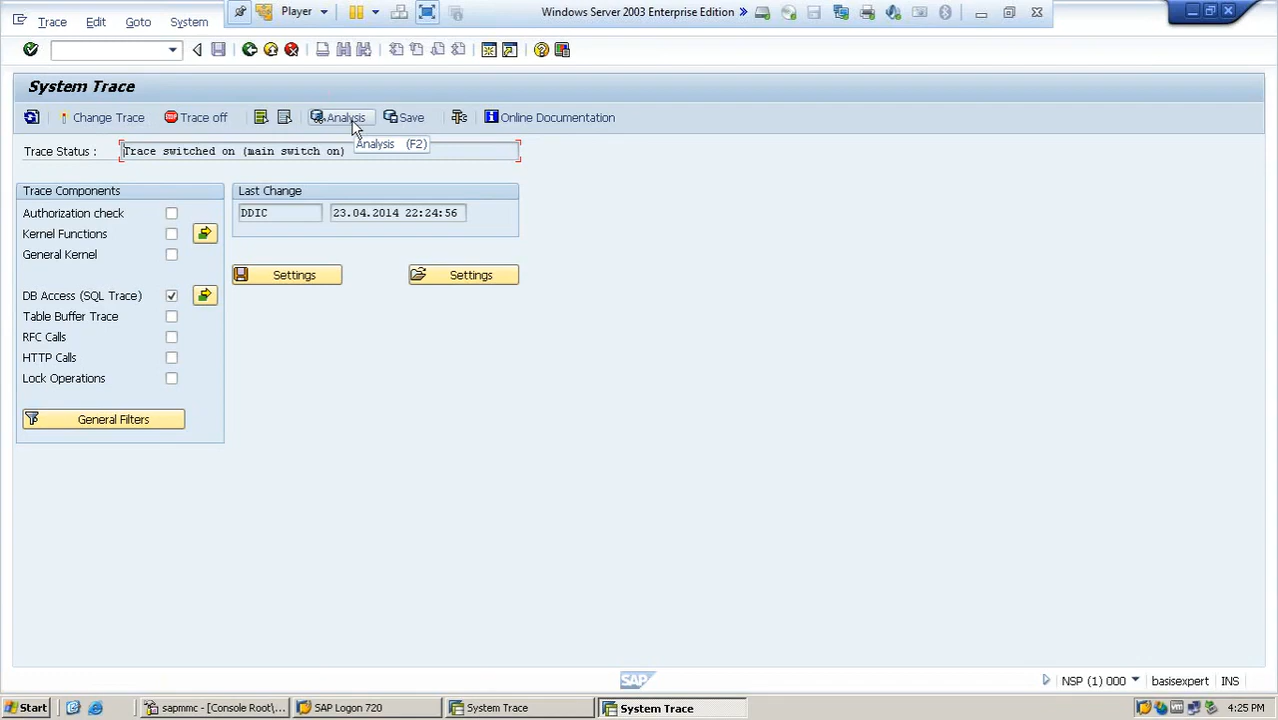 Player
Windows Server 2003 Enterprise Edition
Trace Edit Goto System
System Trace
Change Trace Trace off Analysis Save Online Documentation
Analysis (F2)
Trace Status : Trace switched on (main switch on)
Trace Components
Last Change
Authorization check
DDIC 23.04.2014 22:24:56
Kernel Functions
General Kernel
Settings Settings
DB Access (SQL Trace)
Table Buffer Trace
RFC Calls
HTTP Calls
Lock Operations
General Filters
SAP NSP (1) 000 basisexpert INS
Start sapmmc - [Console Root\... SAP Logon 720 System Trace System Trace 4:25 PM